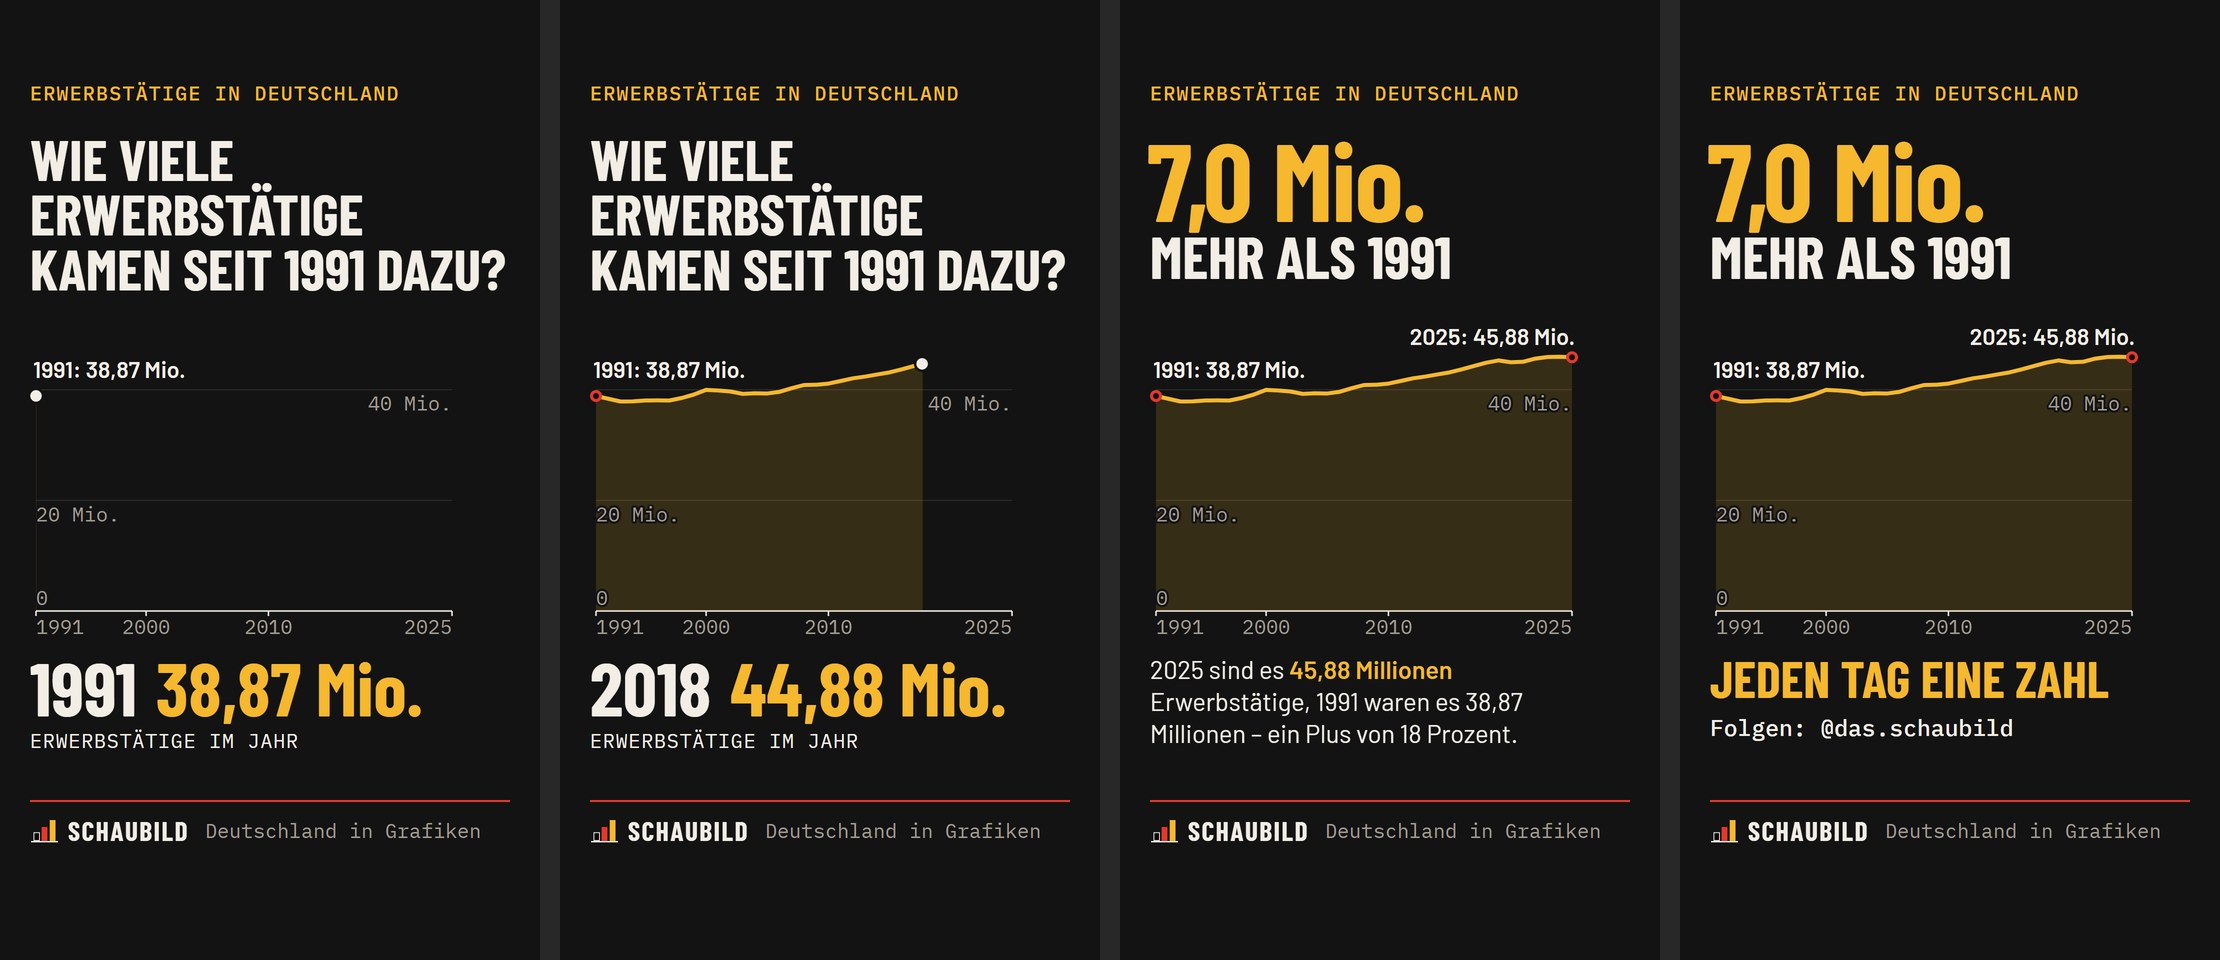 ERWERBSTÄTIGE IN DEUTSCHLAND
WIE VIELE
ERWERBSTÄTIGE
KAMEN SEIT 1991 DAZU?
1991: 38,87 Mio.
40 Mio.
20 Mio.
0
1991 2000 2010 2025
1991 38,87 Mio.
ERWERBSTÄTIGE IM JAHR
SCHAUBILD Deutschland in Grafiken
ERWERBSTÄTIGE IN DEUTSCHLAND
WIE VIELE
ERWERBSTÄTIGE
KAMEN SEIT 1991 DAZU?
1991: 38,87 Mio.
40 Mio.
20 Mio.
0
1991 2000 2010 2025
2018 44,88 Mio.
ERWERBSTÄTIGE IM JAHR
SCHAUBILD Deutschland in Grafiken
ERWERBSTÄTIGE IN DEUTSCHLAND
7,0 Mio.
MEHR ALS 1991
2025: 45,88 Mio.
1991: 38,87 Mio.
40 Mio.
20 Mio.
0
1991 2000 2010 2025
2025 sind es 45,88 Millionen
Erwerbstätige, 1991 waren es 38,87
Millionen – ein Plus von 18 Prozent.
SCHAUBILD Deutschland in Grafiken
ERWERBSTÄTIGE IN DEUTSCHLAND
7,0 Mio.
MEHR ALS 1991
2025: 45,88 Mio.
1991: 38,87 Mio.
40 Mio.
20 Mio.
0
1991 2000 2010 2025
JEDEN TAG EINE ZAHL
Folgen: @das.schaubild
SCHAUBILD Deutschland in Grafiken